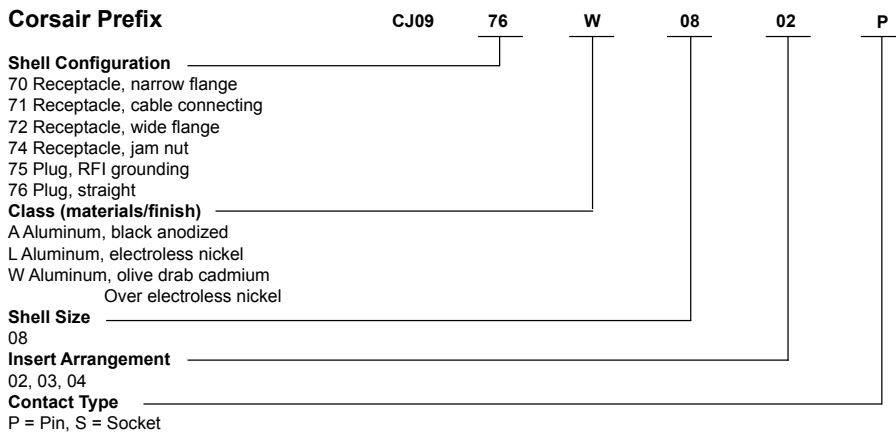 Corsair Prefix CJ09 76 W 08 02 P
Shell Configuration
70 Receptacle, narrow flange
71 Receptacle, cable connecting
72 Receptacle, wide flange
74 Receptacle, jam nut
75 Plug, RFI grounding
76 Plug, straight
Class (materials/finish)
A Aluminum, black anodized
L Aluminum, electroless nickel
W Aluminum, olive drab cadmium
Over electroless nickel
Shell Size
08
Insert Arrangement
02, 03, 04
Contact Type
P = Pin, S = Socket